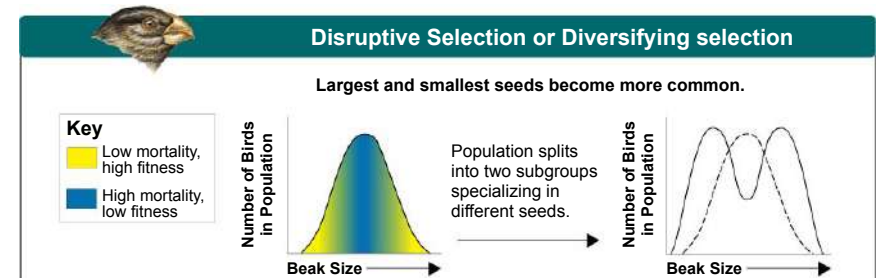 Disruptive Selection or Diversifying selection
Largest and smallest seeds become more common.
Key
Low mortality,
high fitness
High mortality,
low fitness
Number of Birds
in Population
Beak Size
Population splits
into two subgroups
specializing in
different seeds.
Number of Birds
in Population
Beak Size